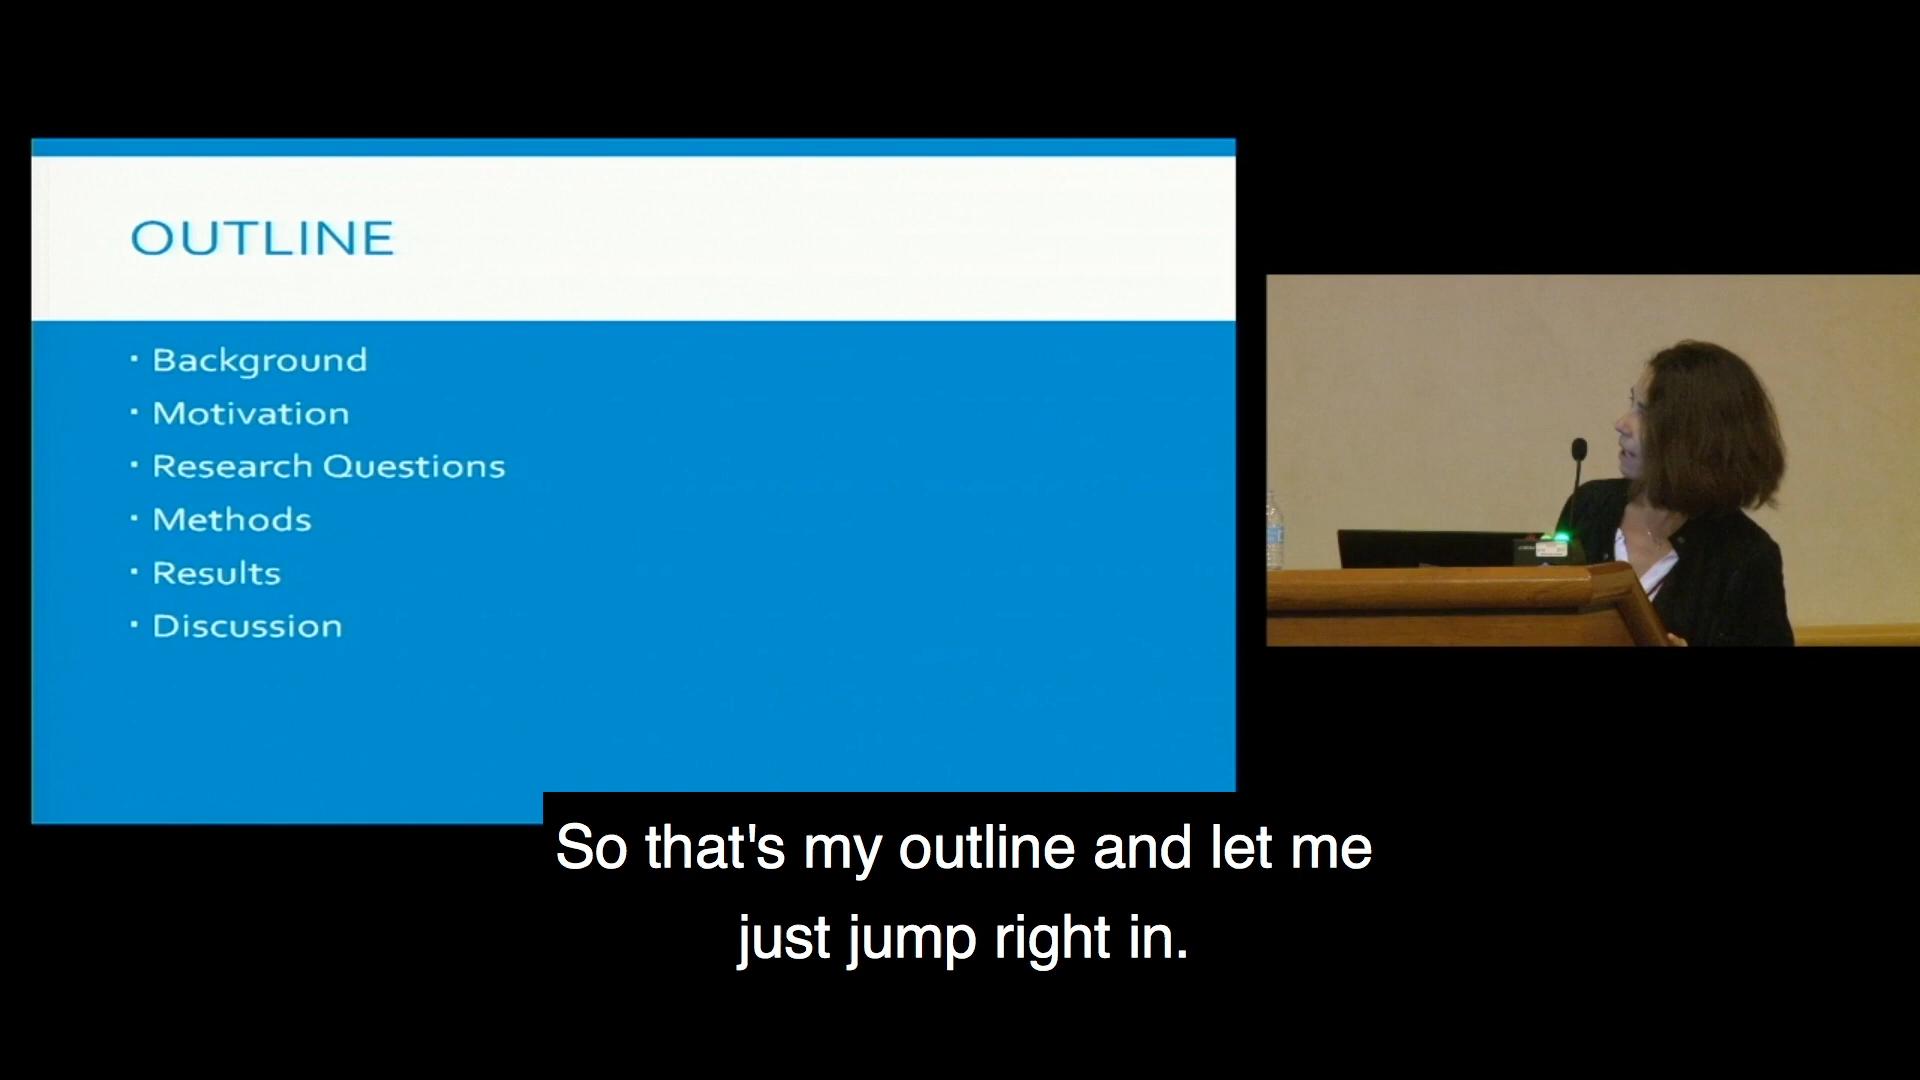 OUTLINE
· Background
· Motivation
· Research Questions
· Methods
· Results
· Discussion
So that's my outline and let me
just jump right in.